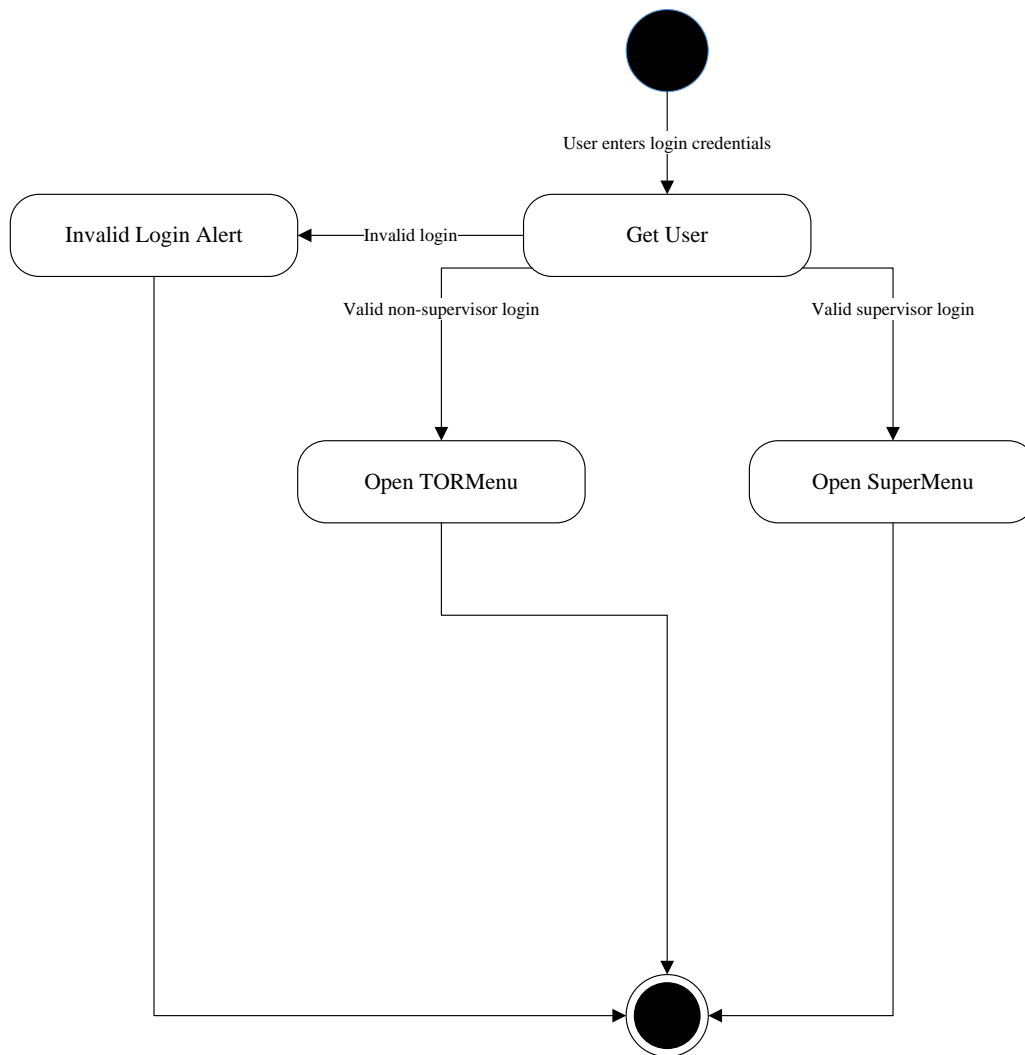 User enters login credentials
Invalid Login Alert
Invalid login
Get User
Valid non-supervisor login
Valid supervisor login
Open TORMenu
Open SuperMenu